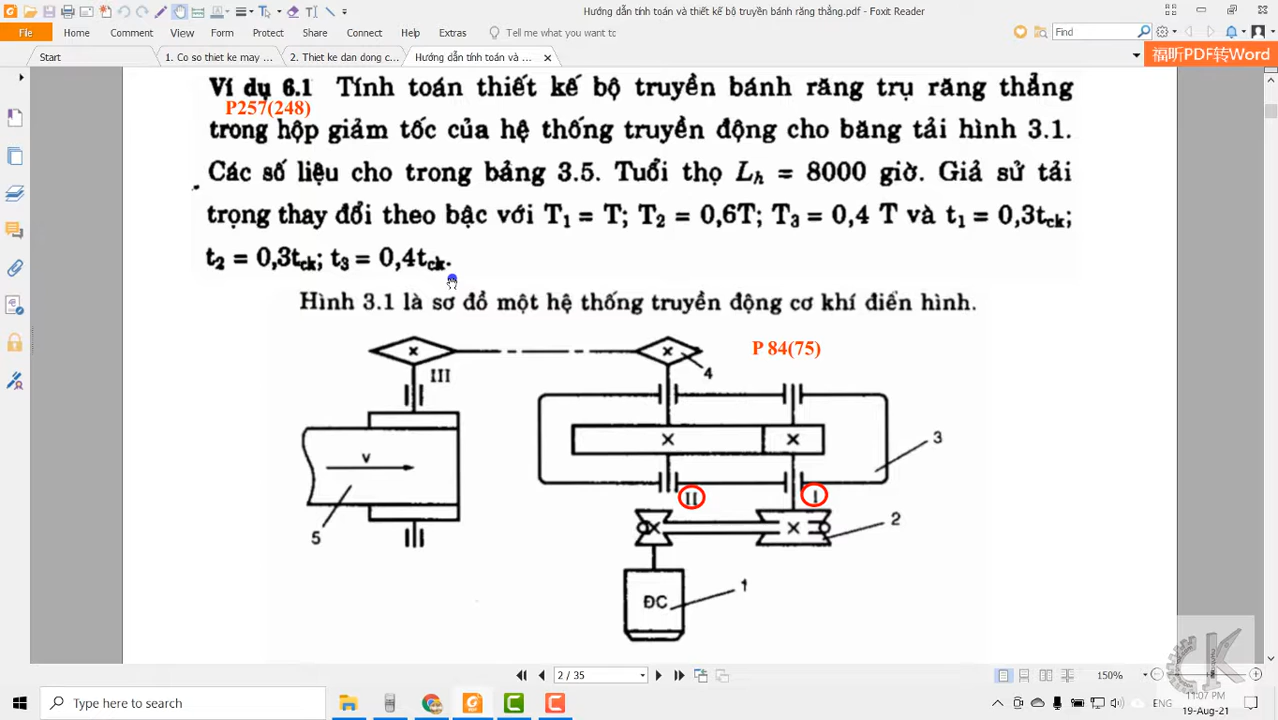 Hướng dẫn tính toán và thiết kế bộ truyền bánh răng thẳng.pdf - Foxit Reader
File Home Comment View Form Protect Share Connect Help Extras Tell me what you want to do Find
Start 1. Co so thiet ke may ... 2. Thiet ke dan dong c... Hướng dẫn tính toán và ... 福昕PDF转Word
Ví dụ 6.1 Tính toán thiết kế bộ truyền bánh răng trụ răng thẳng
P257(248)
trong hộp giảm tốc của hệ thống truyền động cho băng tải hình 3.1.
Các số liệu cho trong bảng 3.5. Tuổi thọ Lh = 8000 giờ. Giả sử tải
trọng thay đổi theo bậc với T1 = T; T2 = 0,6T; T3 = 0,4 T và t1 = 0,3tck;
t2 = 0,3tck; t3 = 0,4tck.
Hình 3.1 là sơ đồ một hệ thống truyền động cơ khí điển hình.
P 84(75)
III
4
3
v
II
I
5
2
ĐC
1
2 / 35
150%
CK
Type here to search
ENG
11:07 PM
19-Aug-21